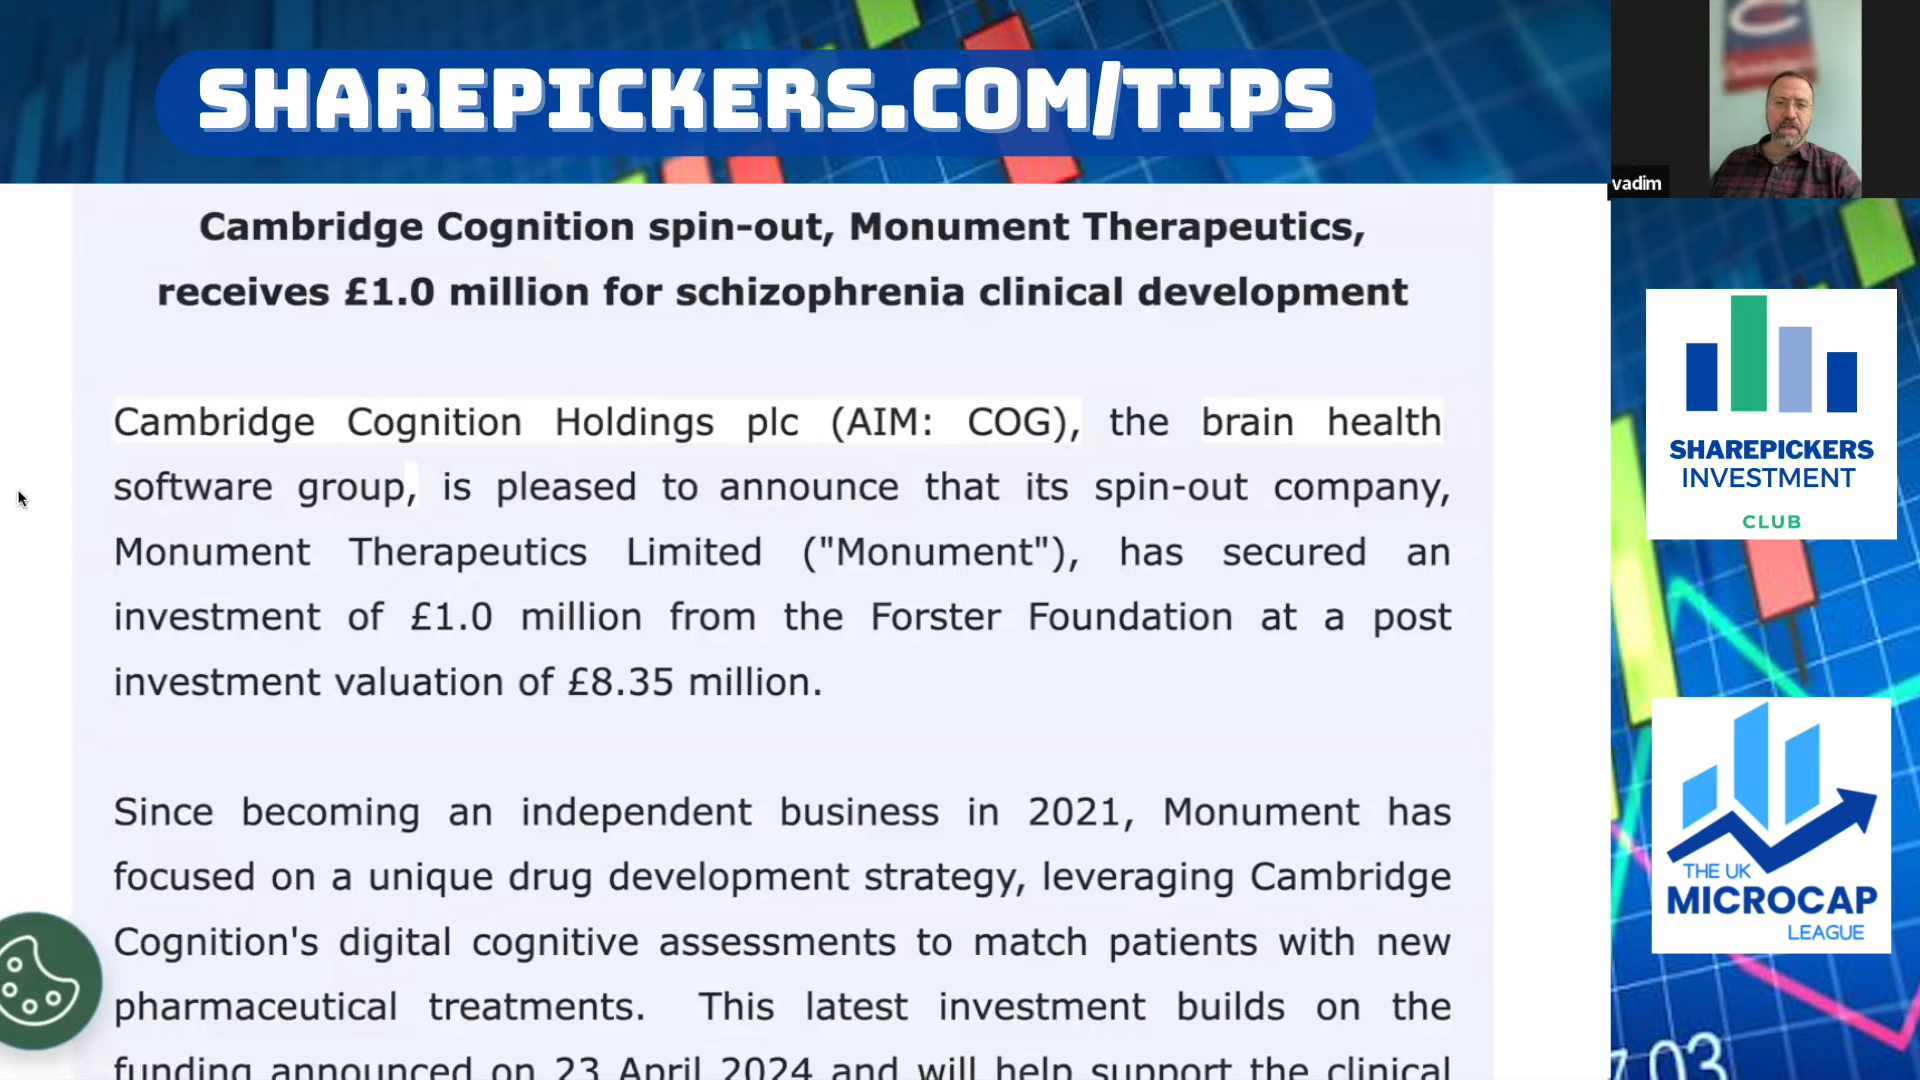 SHAREPICKERS.COM/TIPS
vadim
Cambridge Cognition spin-out, Monument Therapeutics,
receives £1.0 million for schizophrenia clinical development
Cambridge Cognition Holdings plc (AIM: COG), the brain health
software group, is pleased to announce that its spin-out company,
Monument Therapeutics Limited ("Monument"), has secured an
investment of £1.0 million from the Forster Foundation at a post
investment valuation of £8.35 million.
Since becoming an independent business in 2021, Monument has
focused on a unique drug development strategy, leveraging Cambridge
Cognition's digital cognitive assessments to match patients with new
pharmaceutical treatments. This latest investment builds on the
funding announced on 23 April 2024 and will help support the clinical
SHAREPICKERS
INVESTMENT
CLUB
THE UK
MICROCAP
LEAGUE
7.03